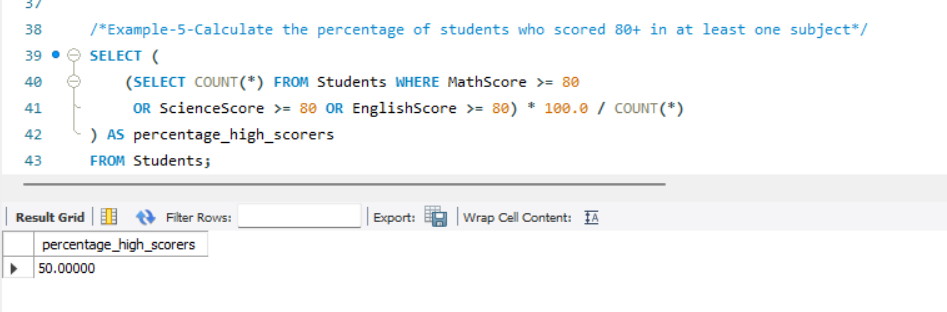 37
38 /*Example-5-Calculate the percentage of students who scored 80+ in at least one subject*/
39 SELECT (
40 (SELECT COUNT(*) FROM Students WHERE MathScore >= 80
41 OR ScienceScore >= 80 OR EnglishScore >= 80) * 100.0 / COUNT(*)
42 ) AS percentage_high_scorers
43 FROM Students;
Result Grid Filter Rows: Export: Wrap Cell Content: IA
percentage_high_scorers
50.00000